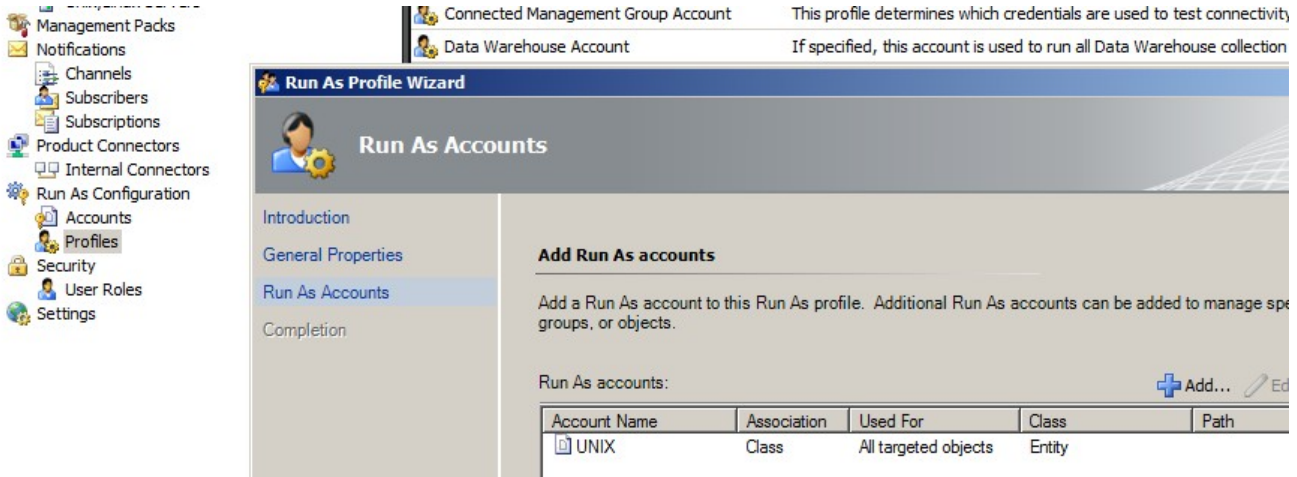 Management Packs
Notifications
Channels
Subscribers
Subscriptions
Product Connectors
Internal Connectors
Run As Configuration
Accounts
Profiles
Security
User Roles
Settings
Connected Management Group Account This profile determines which credentials are used to test connectivity
Data Warehouse Account If specified, this account is used to run all Data Warehouse collection
Run As Profile Wizard
Run As Accounts
Introduction
General Properties
Run As Accounts
Completion
Add Run As accounts
Add a Run As account to this Run As profile. Additional Run As accounts can be added to manage spe
groups, or objects.
Run As accounts:
Add... Ed
Account Name Association Used For Class Path
UNIX Class All targeted objects Entity